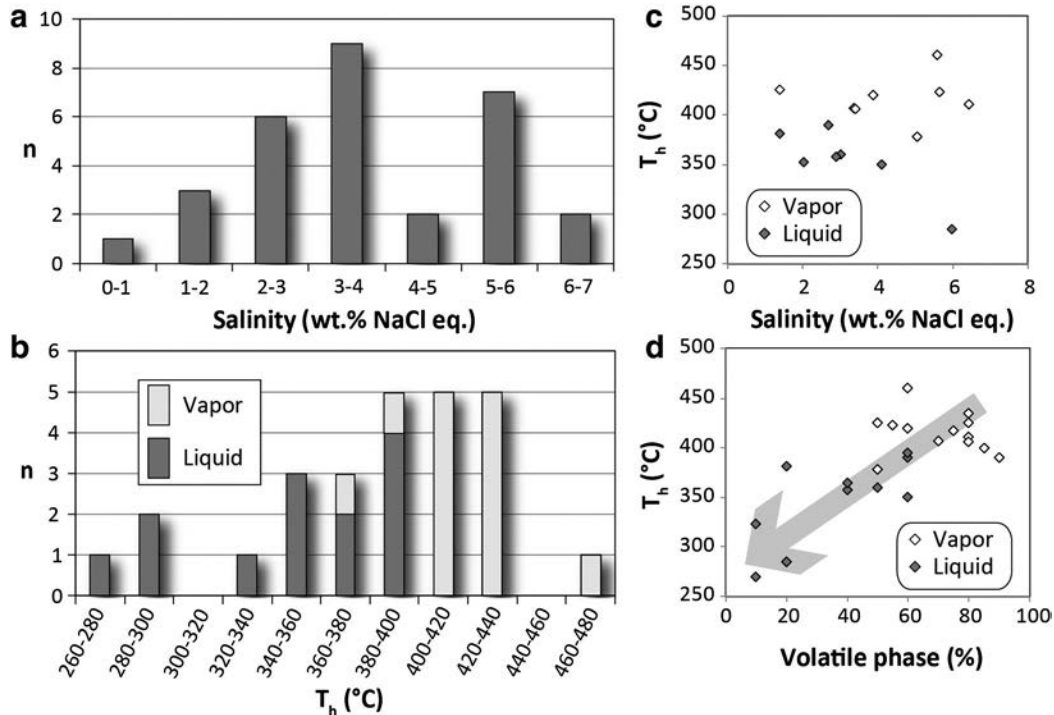 a
10
8
6
4
2
0
n
0-1 1-2 2-3 3-4 4-5 5-6 6-7
Salinity (wt.% NaCl eq.)
b
6
5
4
3
2
1
0
n
Vapor
Liquid
260-280 280-300 300-320 320-340 340-360 360-380 380-400 400-420 420-440 440-460 460-480
Th (°C)
c
500
450
400
350
300
250
Th (°C)
Vapor
Liquid
0 2 4 6 8
Salinity (wt.% NaCl eq.)
d
500
450
400
350
300
250
Th (°C)
Vapor
Liquid
0 20 40 60 80 100
Volatile phase (%)